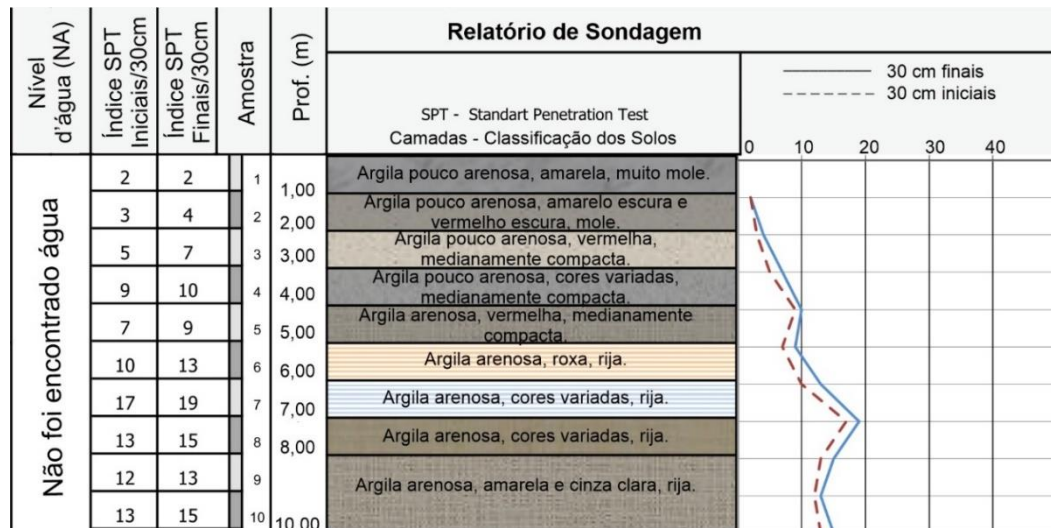 Nível
d'água (NA)
Índice SPT
Iniciais/30cm
Índice SPT
Finais/30cm
Amostra
Prof. (m)
Relatório de Sondagem
SPT - Standart Penetration Test
Camadas - Classificação dos Solos
30 cm finais
30 cm iniciais
0 10 20 30 40
Não foi encontrado água
2 2 1 Argila pouco arenosa, amarela, muito mole.
1,00
3 4 2 Argila pouco arenosa, amarelo escura e
vermelho escura, mole.
2,00
5 7 3 Argila pouco arenosa, vermelha,
medianamente compacta.
3,00
9 10 4 Argila pouco arenosa, cores variadas,
medianamente compacta.
4,00
7 9 5 Argila arenosa, vermelha, medianamente
compacta.
5,00
10 13 6 Argila arenosa, roxa, rija.
6,00
17 19 7 Argila arenosa, cores variadas, rija.
7,00
13 15 8 Argila arenosa, cores variadas, rija.
8,00
12 13 9 Argila arenosa, amarela e cinza clara, rija.
13 15 10 10,00